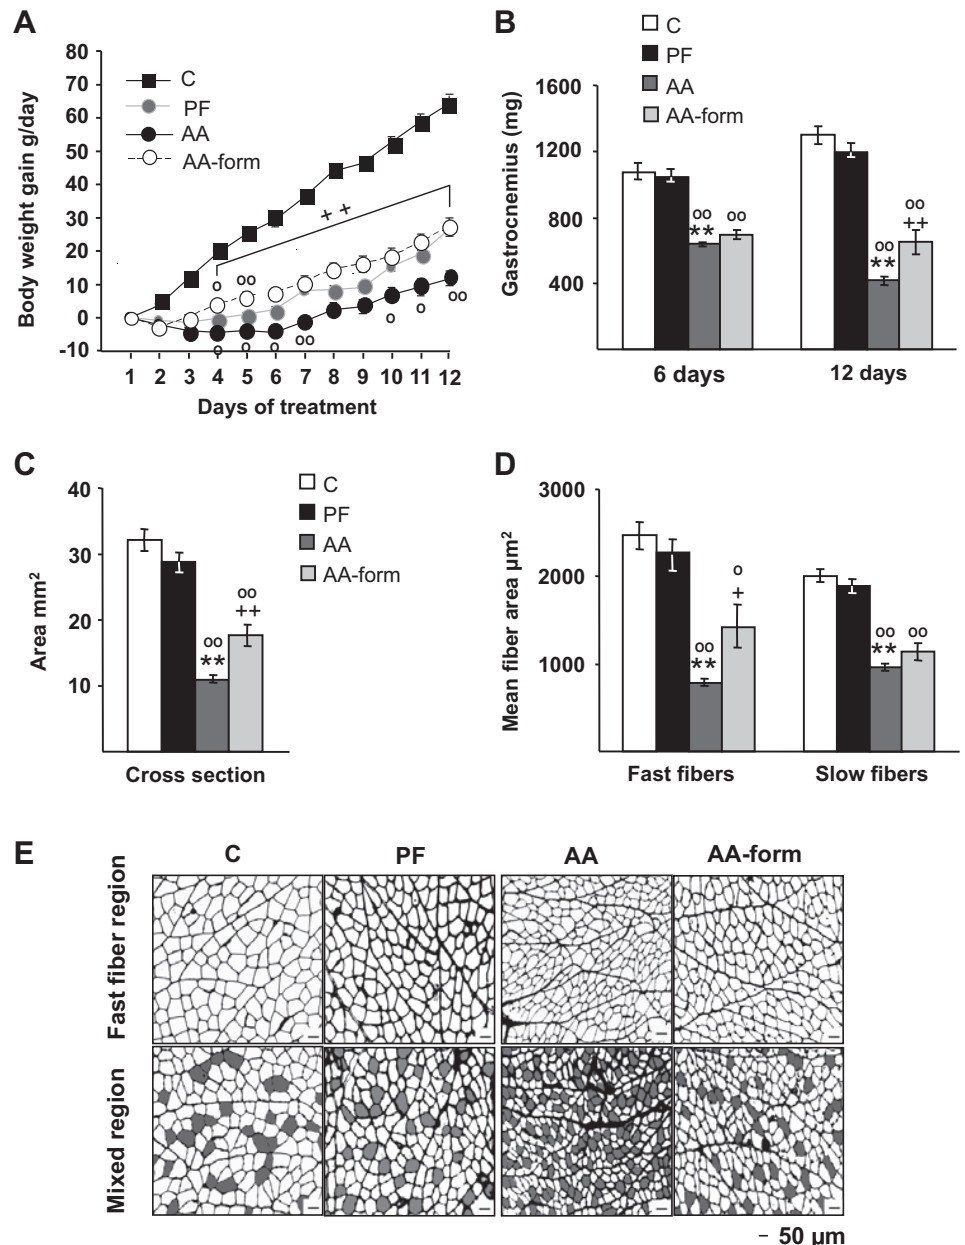 A
Body weight gain g/day
80
70
60
50
40
30
20
10
0
-10
C
PF
AA
AA-form
++
o
oo
o
o
o
oo
o
o
oo
1 2 3 4 5 6 7 8 9 10 11 12
Days of treatment
B
C
PF
AA
AA-form
Gastrocnemius (mg)
1600
1200
800
400
oo
**
oo
oo
**
oo
++
6 days
12 days
C
Area mm²
40
30
20
10
C
PF
AA
AA-form
oo
**
oo
++
Cross section
D
Mean fiber area µm²
3000
2000
1000
oo
**
o
+
oo
**
oo
Fast fibers
Slow fibers
E
C PF AA AA-form
Fast fiber region
Mixed region
– 50 µm